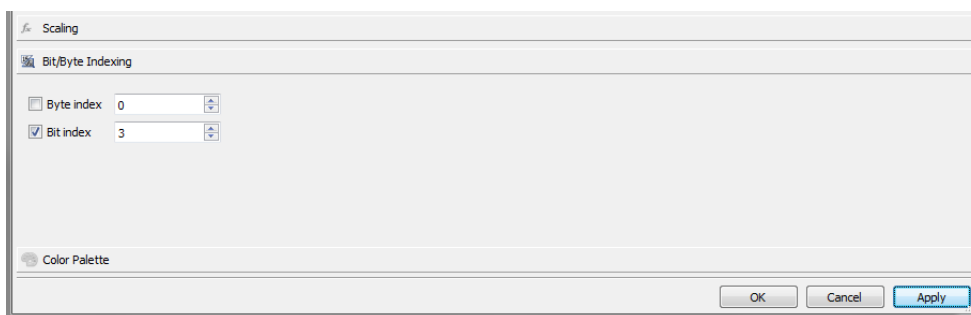 Scaling
Bit/Byte Indexing
Byte index 0
Bit index 3
Color Palette
OK Cancel Apply